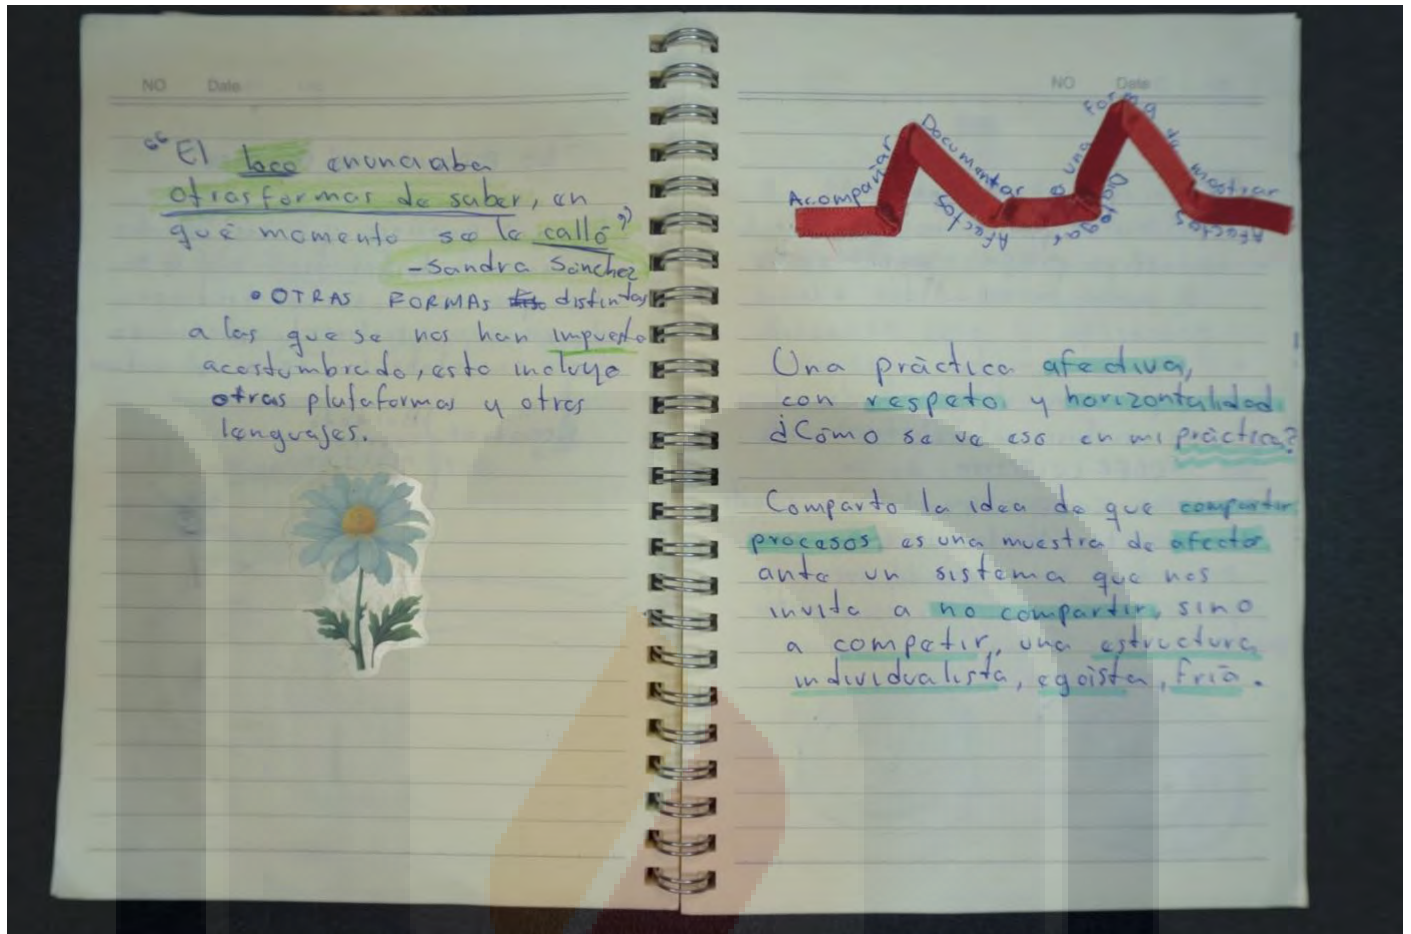 NO Date
"El loco enunciaba
otras formas de saber, en
qué momento se le calló"
-Sandra Sánchez
• OTRAS FORMAS distintas
a las que se nos han impuesto
acostumbrado, esto incluye
otras plataformas y otros
lenguajes.
NO Date
Acompañar Documentar o una forma de mostrar
Afectos Dialogar Afectos
Una práctica afectiva,
con respeto y horizontalidad
¿Cómo se ve eso en mi práctica?
Comparto la idea de que compartir
procesos es una muestra de afectos
ante un sistema que nos
invita a no compartir, sino
a competir, una estructura
individualista, egoísta, fría.